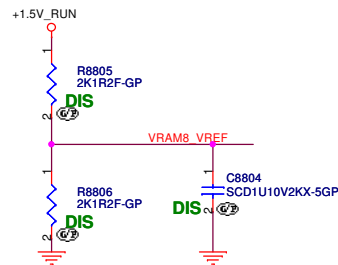 +1.5V_RUN
1
R8805
2K1R2F-GP
DIS
2
G/P
VRAM8_VREF
1
1
R8806
2K1R2F-GP
DIS
2
G/P
C8804
SCD1U10V2KX-5GP
DIS
2
G/P